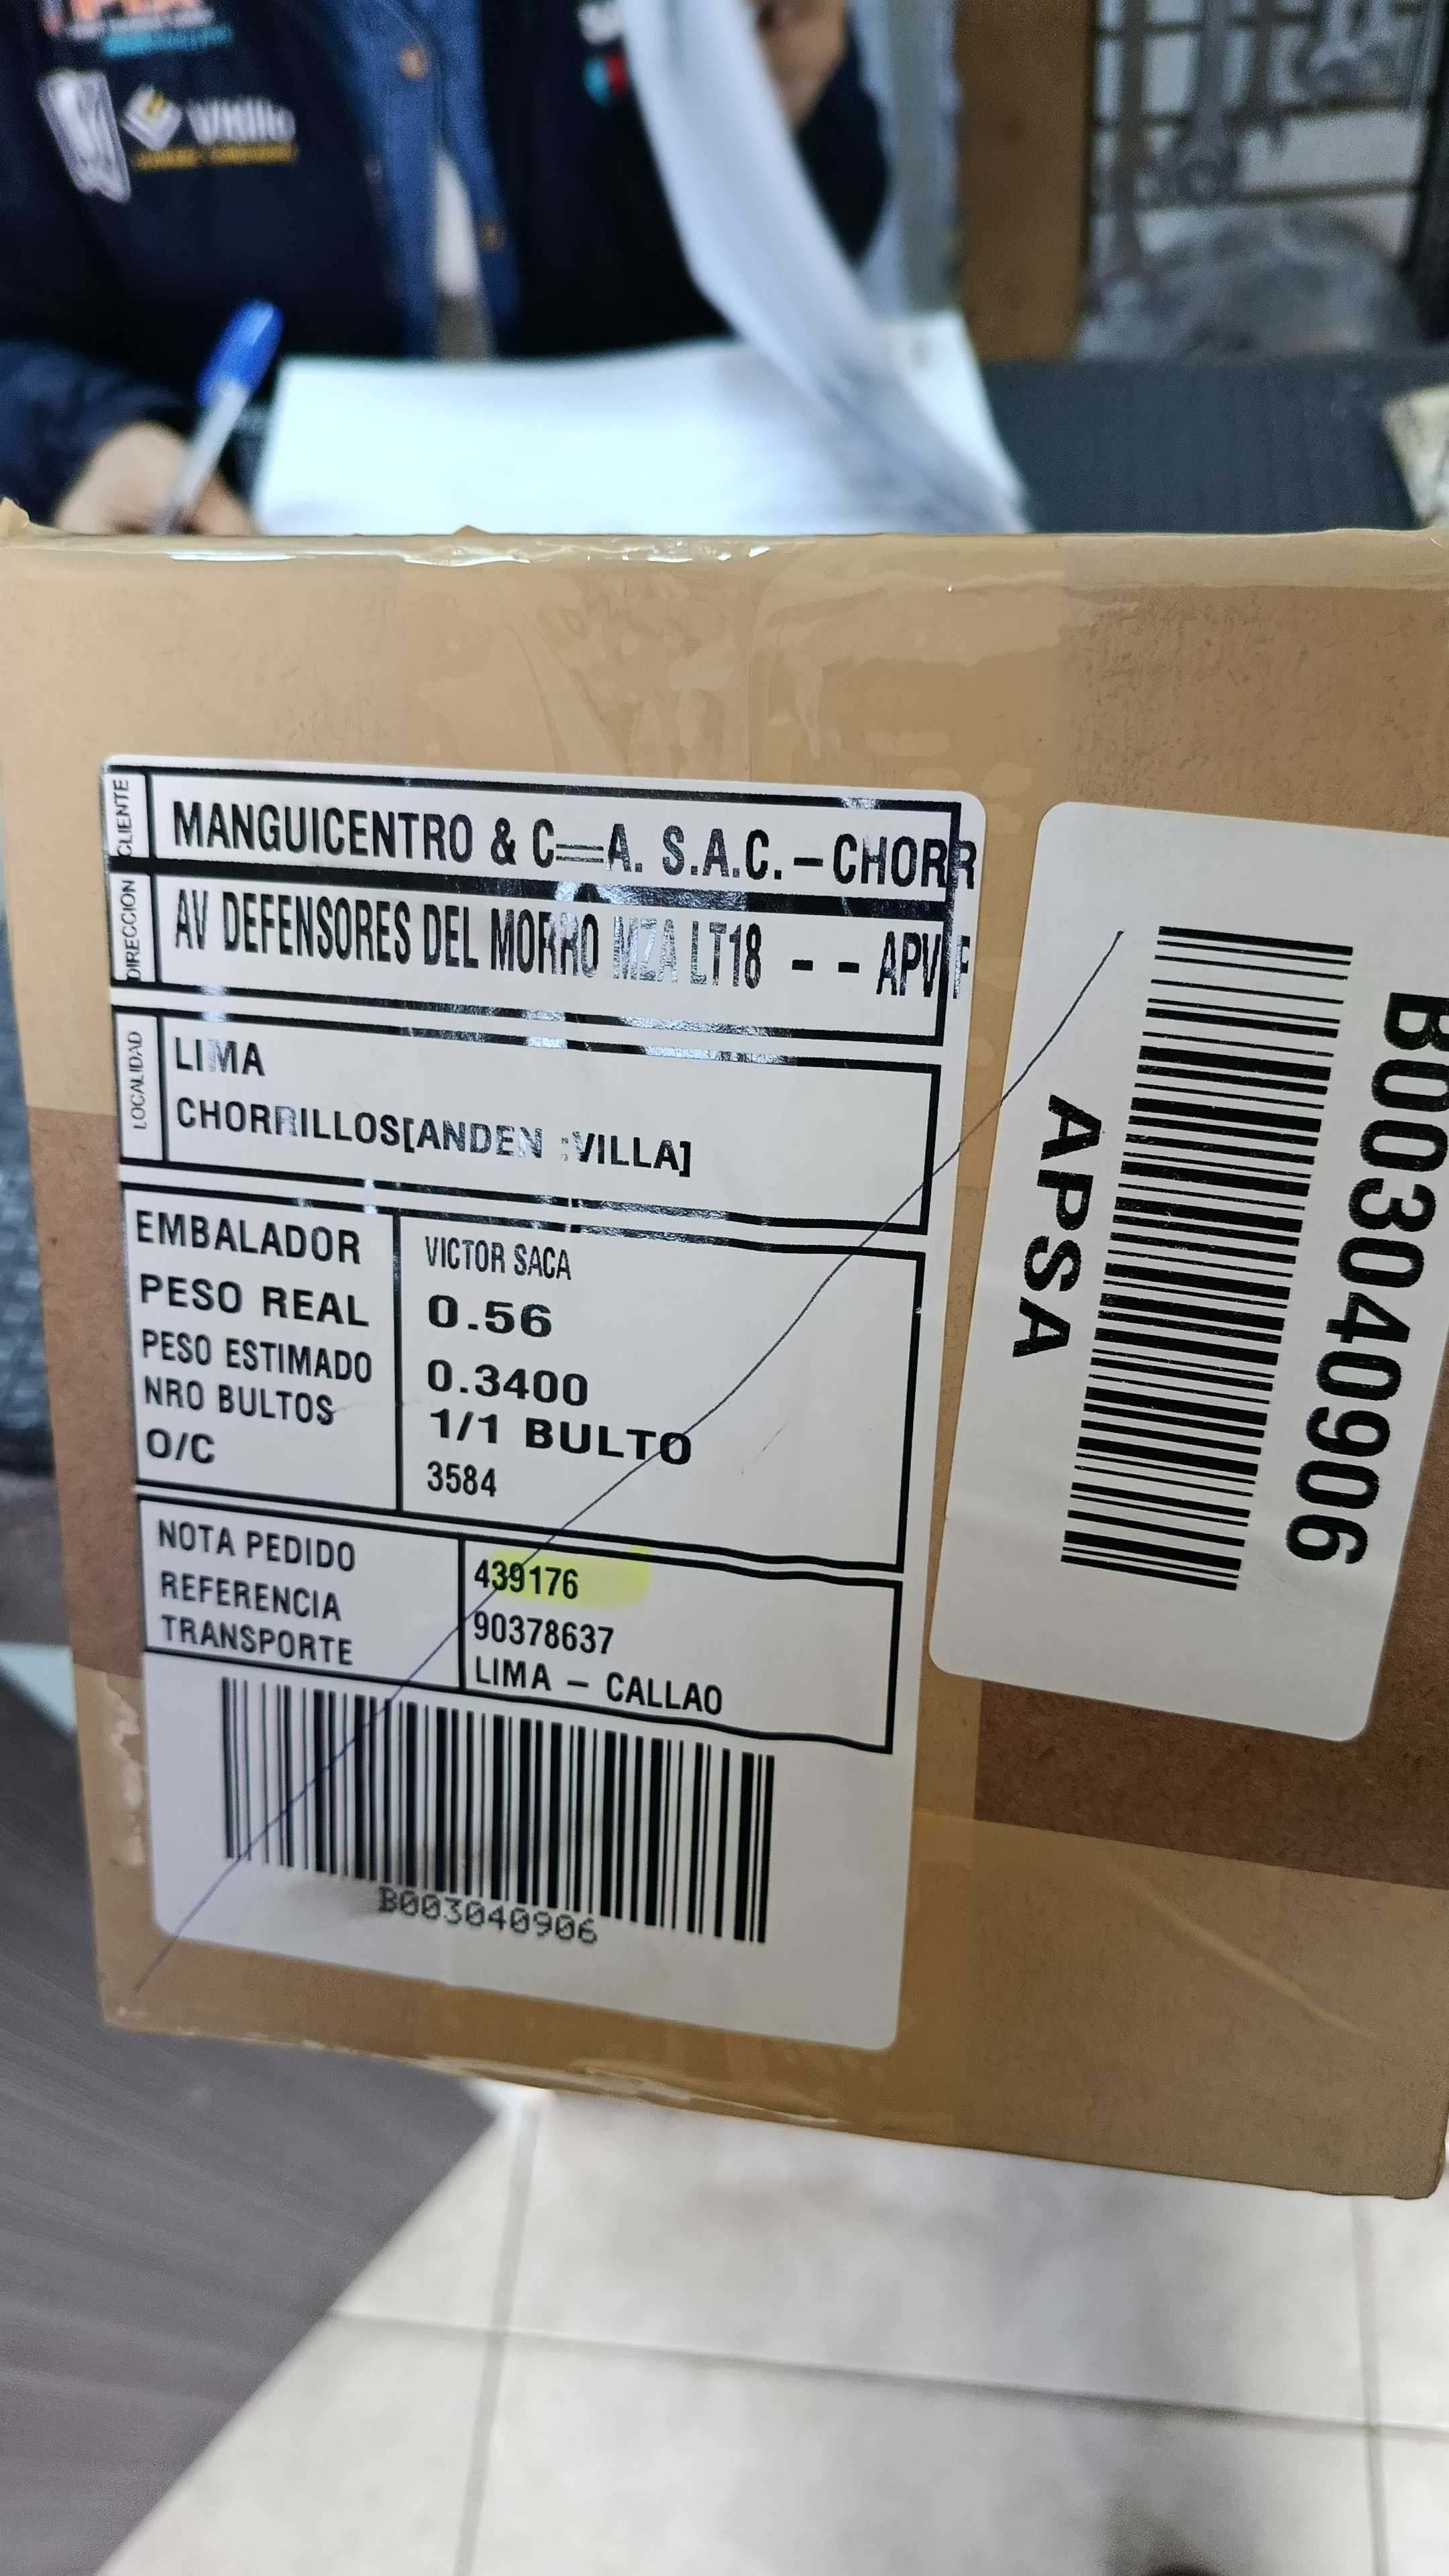 Vitllo
CLIENTE
MANGUICENTRO & C=A. S.A.C.-CHORR
DIRECCION
AV DEFENSORES DEL MORRO MZA LT18 - - APV F
LOCALIDAD
LIMA
CHORRILLOS[ANDEN :VILLA]
EMBALADOR VICTOR SACA
PESO REAL 0.56
PESO ESTIMADO 0.3400
NRO BULTOS 1/1 BULTO
O/C 3584
NOTA PEDIDO 439176
REFERENCIA 90378637
TRANSPORTE LIMA - CALLAO
B003040906
B003040906
APSA